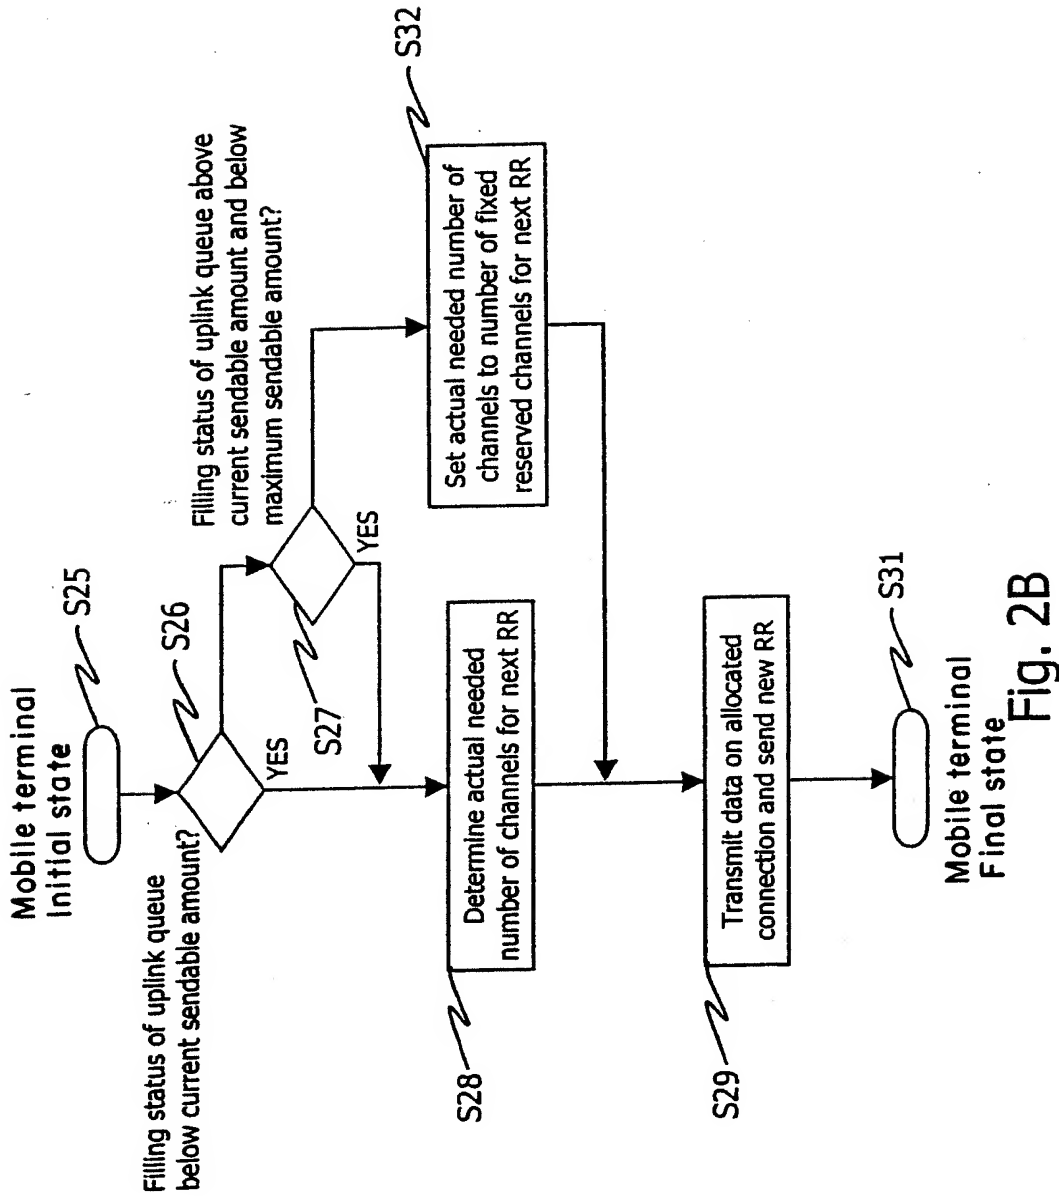 Mobile terminal
Initial state
S25
Filling status of uplink queue
below current sendable amount?
S26
YES
Filling status of uplink queue above
current sendable amount and below
maximum sendable amount?
S27
YES
S32
Set actual needed number of
channels to number of fixed
reserved channels for next RR
S28
Determine actual needed
number of channels for next RR
S29
Transmit data on allocated
connection and send new RR
S31
Mobile terminal
Final state
Fig. 2B